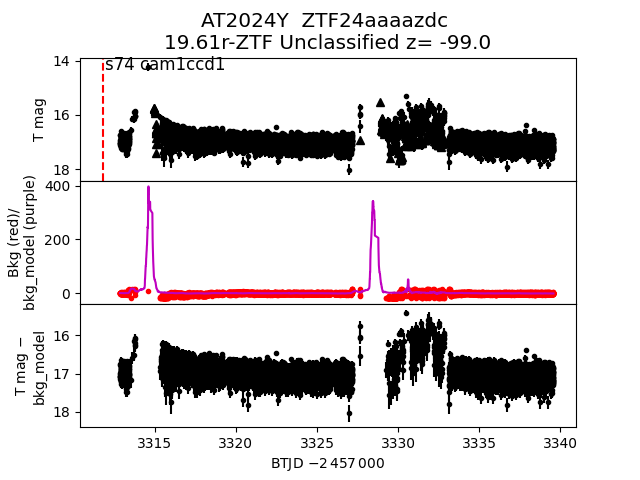 AT2024Y ZTF24aaaazdc
19.61r-ZTF Unclassified z= -99.0
s74 cam1ccd1
14
16
18
T mag
400
200
0
Bkg (red)/
bkg_model (purple)
16
17
18
T mag −
bkg_model
3315
3320
3325
3330
3335
3340
BTJD −2 457 000